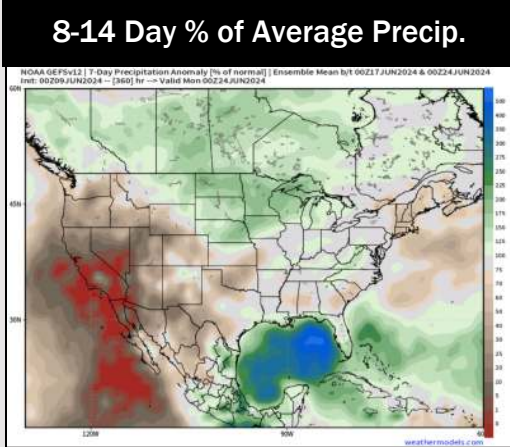 8-14 Day % of Average Precip.
NOAA GEFSv12 | 7-Day Precipitation Anomaly [% of normal] | Ensemble Mean b/t 00Z17JUN2024 & 00Z24JUN2024
Init: 00Z09JUN2024 -- [360] hr --> Valid Mon 00Z24JUN2024
60N
45N
30N
120W
90W
60
weathermodels.com